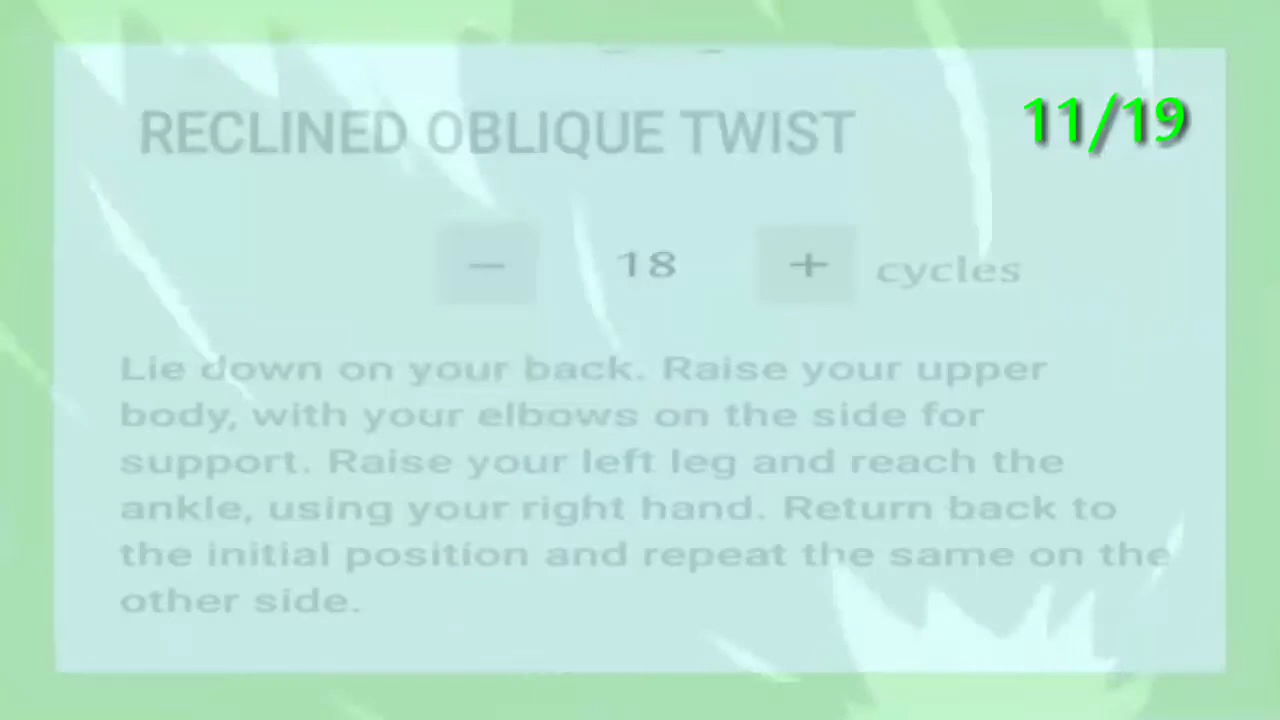 RECLINED OBLIQUE TWIST
11/19
− 18 + cycles
Lie down on your back. Raise your upper
body, with your elbows on the side for
support. Raise your left leg and reach the
ankle, using your right hand. Return back to
the initial position and repeat the same on the
other side.